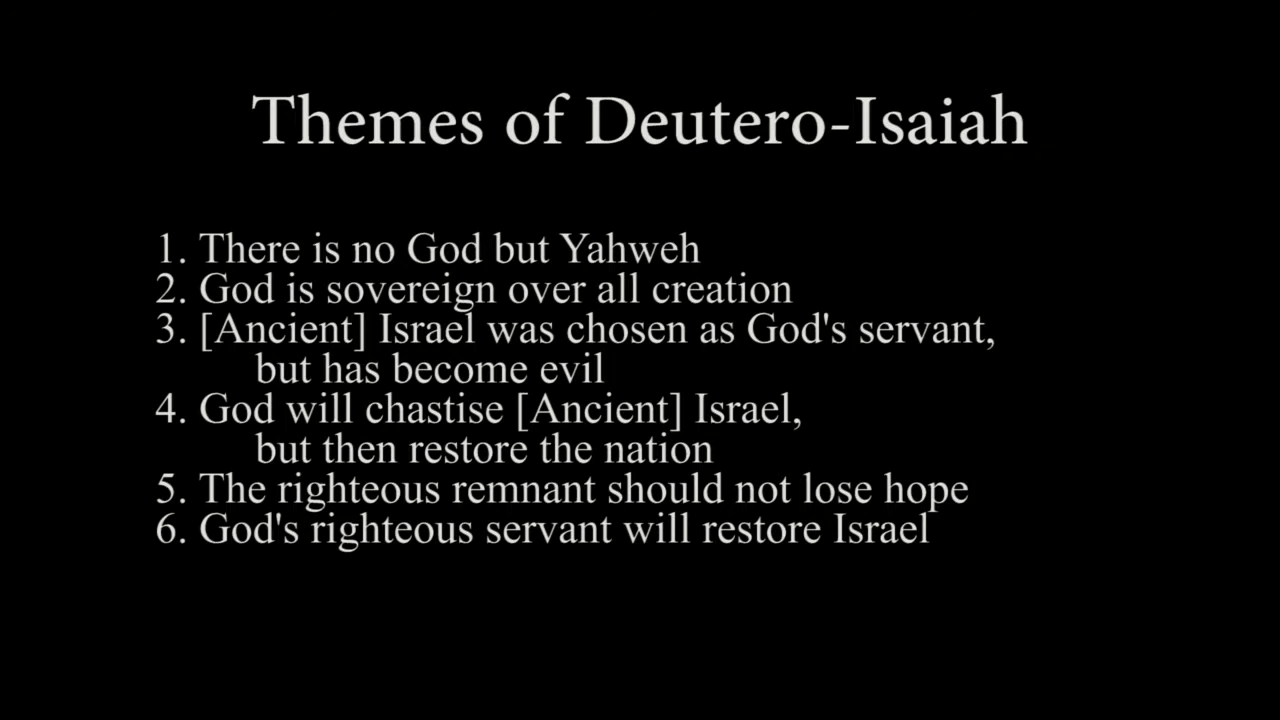 Themes of Deutero-Isaiah
1. There is no God but Yahweh
2. God is sovereign over all creation
3. [Ancient] Israel was chosen as God's servant,
but has become evil
4. God will chastise [Ancient] Israel,
but then restore the nation
5. The righteous remnant should not lose hope
6. God's righteous servant will restore Israel